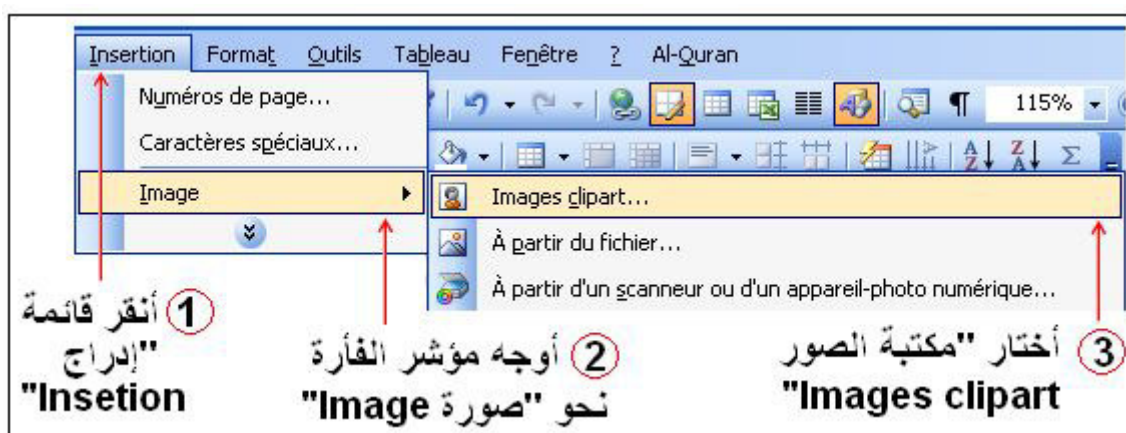 Insertion Format Outils Tableau Fenêtre ? Al-Quran
Numéros de page...
115%
Caractères spéciaux...
Image
Images clipart...
À partir du fichier...
À partir d'un scanneur ou d'un appareil-photo numérique...
1 أنقر قائمة
"إدراج
Insetion"
2 أوجه مؤشر الفأرة
نحو "صورة Image"
3 أختار "مكتبة الصور
Images clipart"